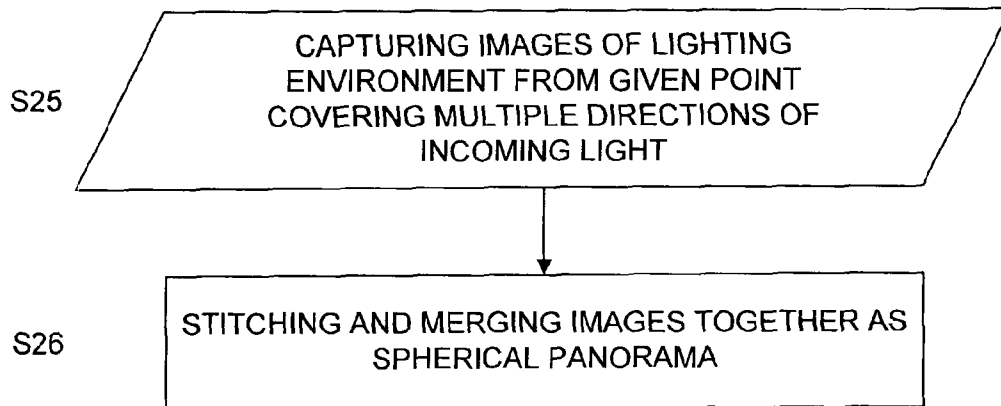 S25
CAPTURING IMAGES OF LIGHTING
ENVIRONMENT FROM GIVEN POINT
COVERING MULTIPLE DIRECTIONS OF
INCOMING LIGHT
S26
STITCHING AND MERGING IMAGES TOGETHER AS
SPHERICAL PANORAMA